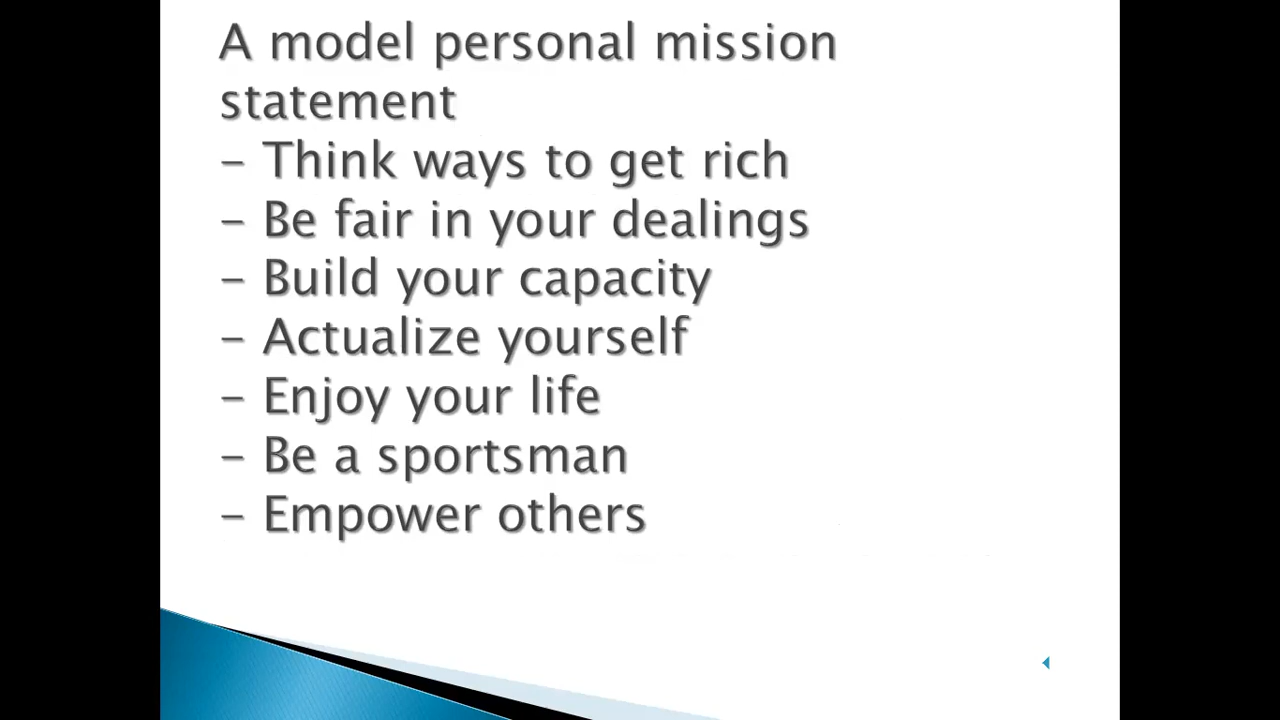 A model personal mission
statement
- Think ways to get rich
- Be fair in your dealings
- Build your capacity
- Actualize yourself
- Enjoy your life
- Be a sportsman
- Empower others